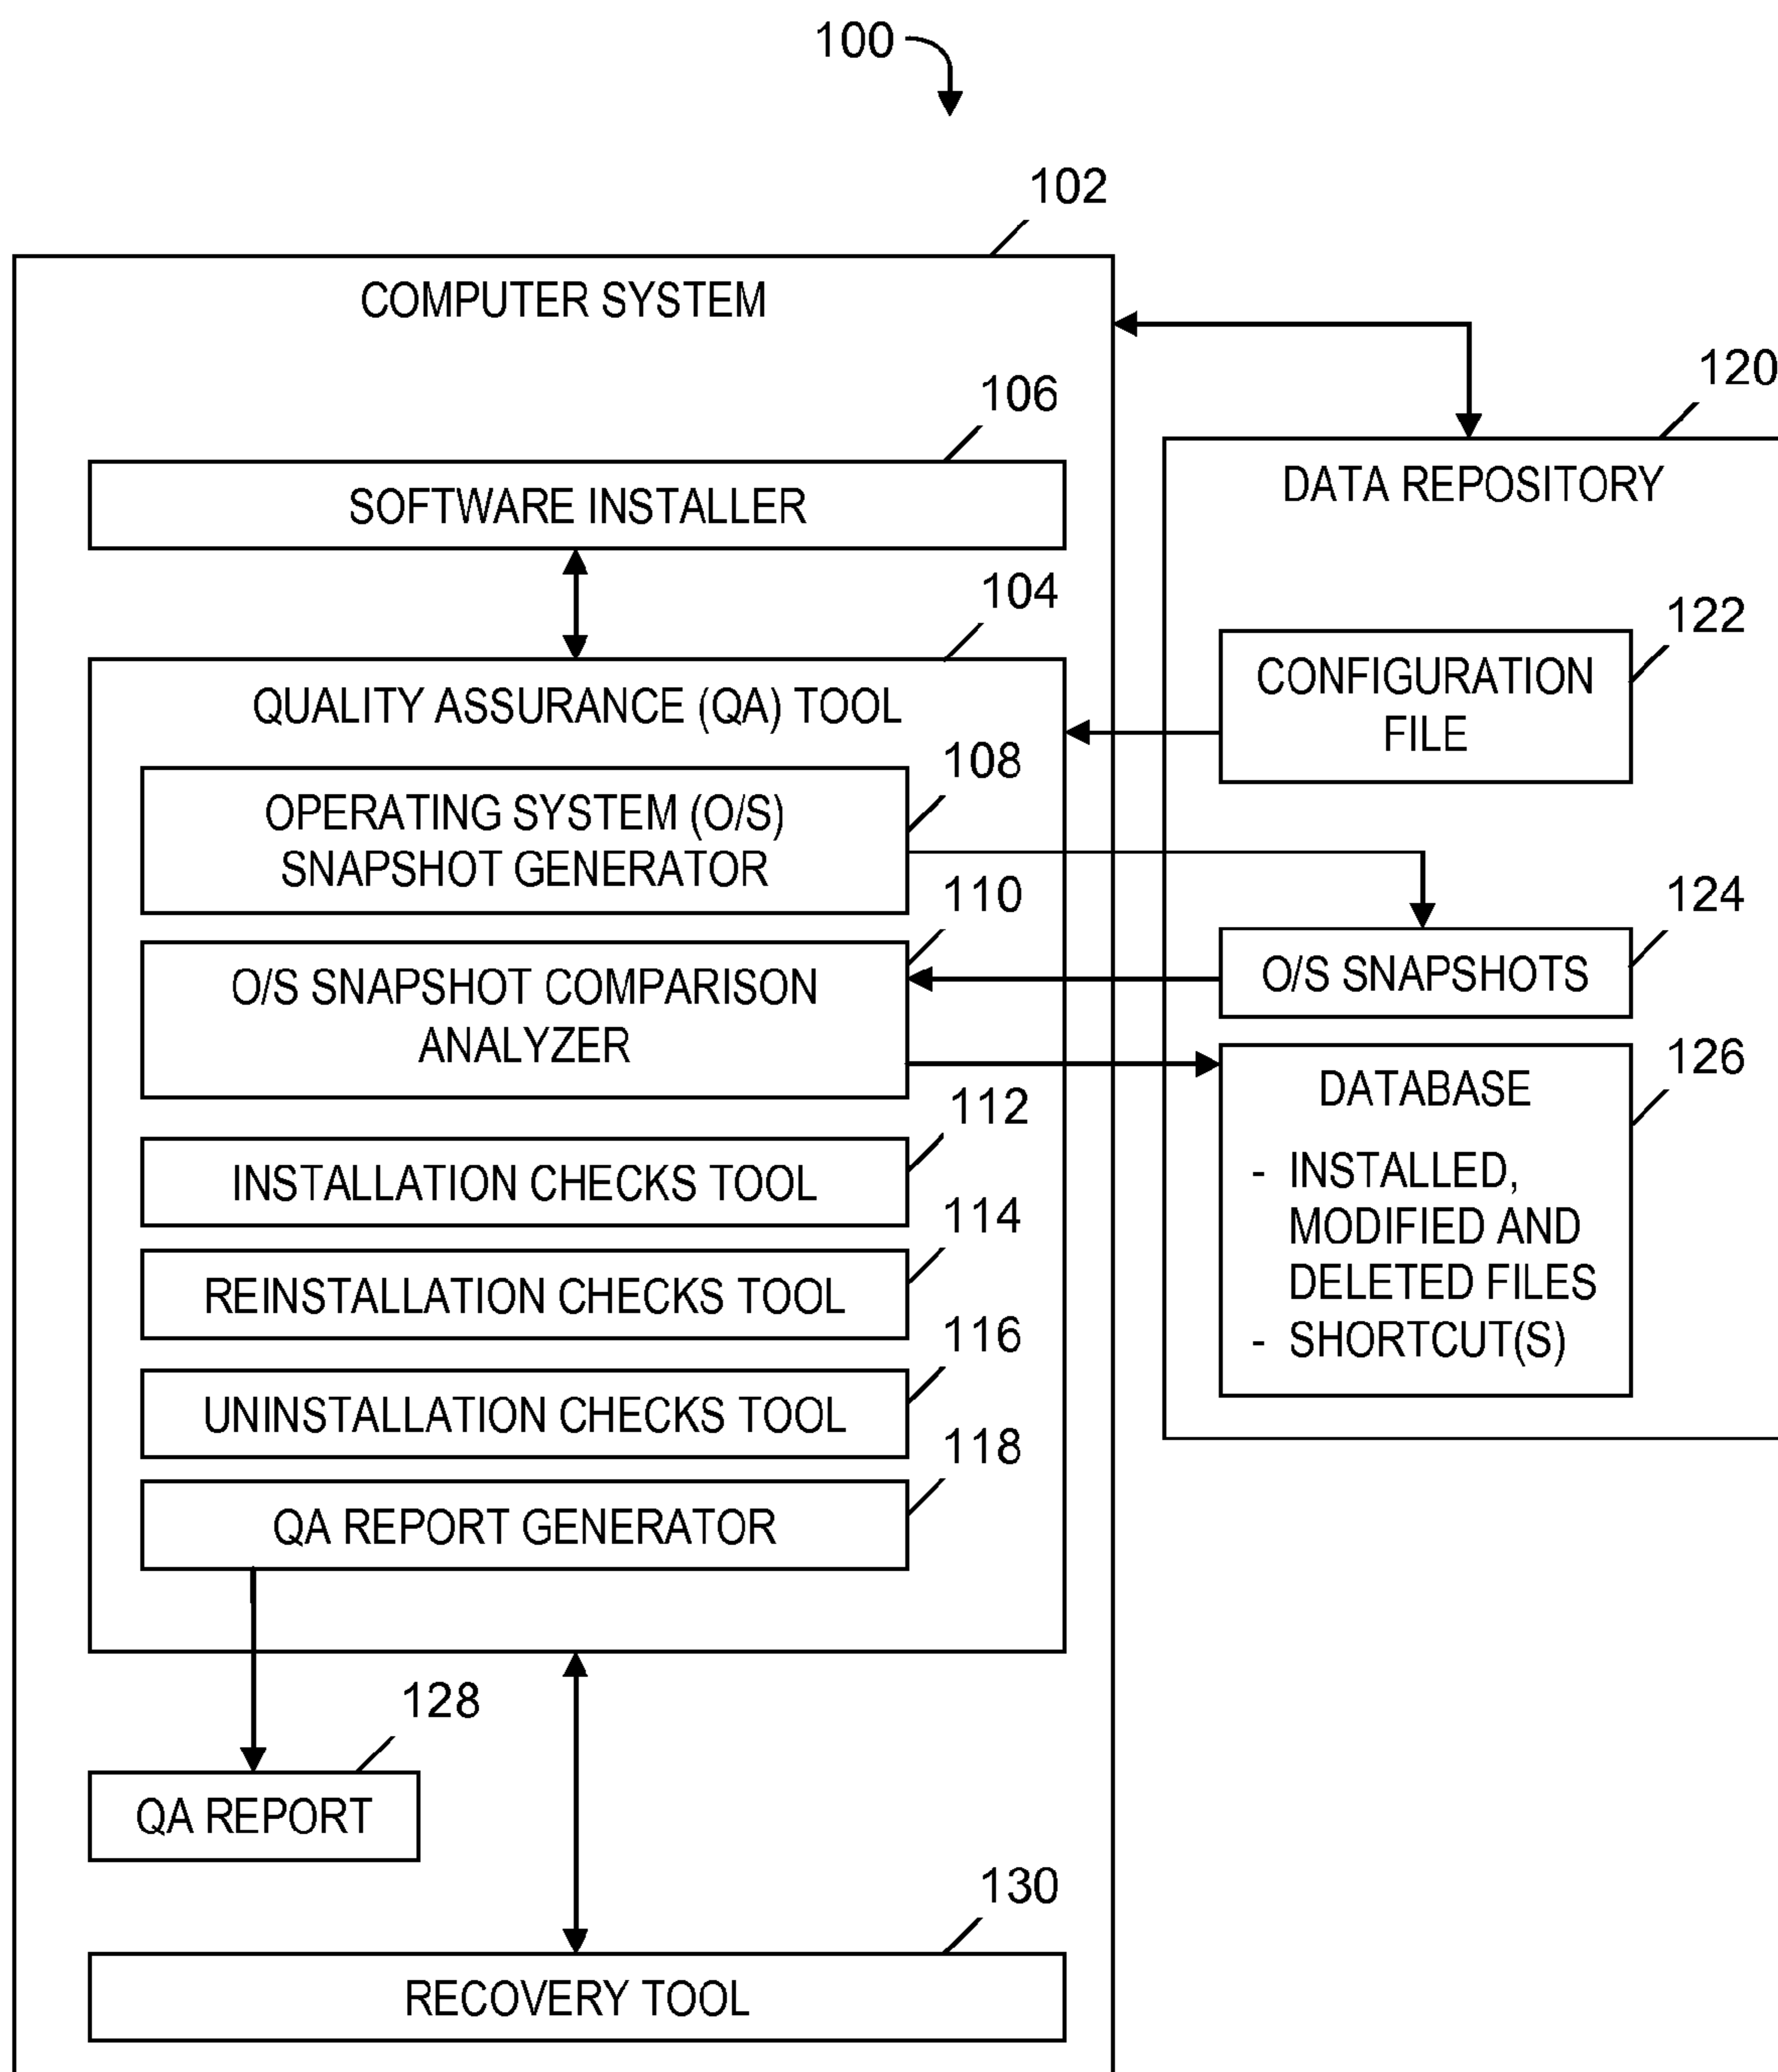 100
102
COMPUTER SYSTEM
120
106
DATA REPOSITORY
SOFTWARE INSTALLER
104
122
CONFIGURATION
FILE
QUALITY ASSURANCE (QA) TOOL
108
OPERATING SYSTEM (O/S)
SNAPSHOT GENERATOR
110
124
O/S SNAPSHOTS
O/S SNAPSHOT COMPARISON
ANALYZER
126
DATABASE
- INSTALLED,
MODIFIED AND
DELETED FILES
- SHORTCUT(S)
112
INSTALLATION CHECKS TOOL
114
REINSTALLATION CHECKS TOOL
116
UNINSTALLATION CHECKS TOOL
118
QA REPORT GENERATOR
128
QA REPORT
130
RECOVERY TOOL